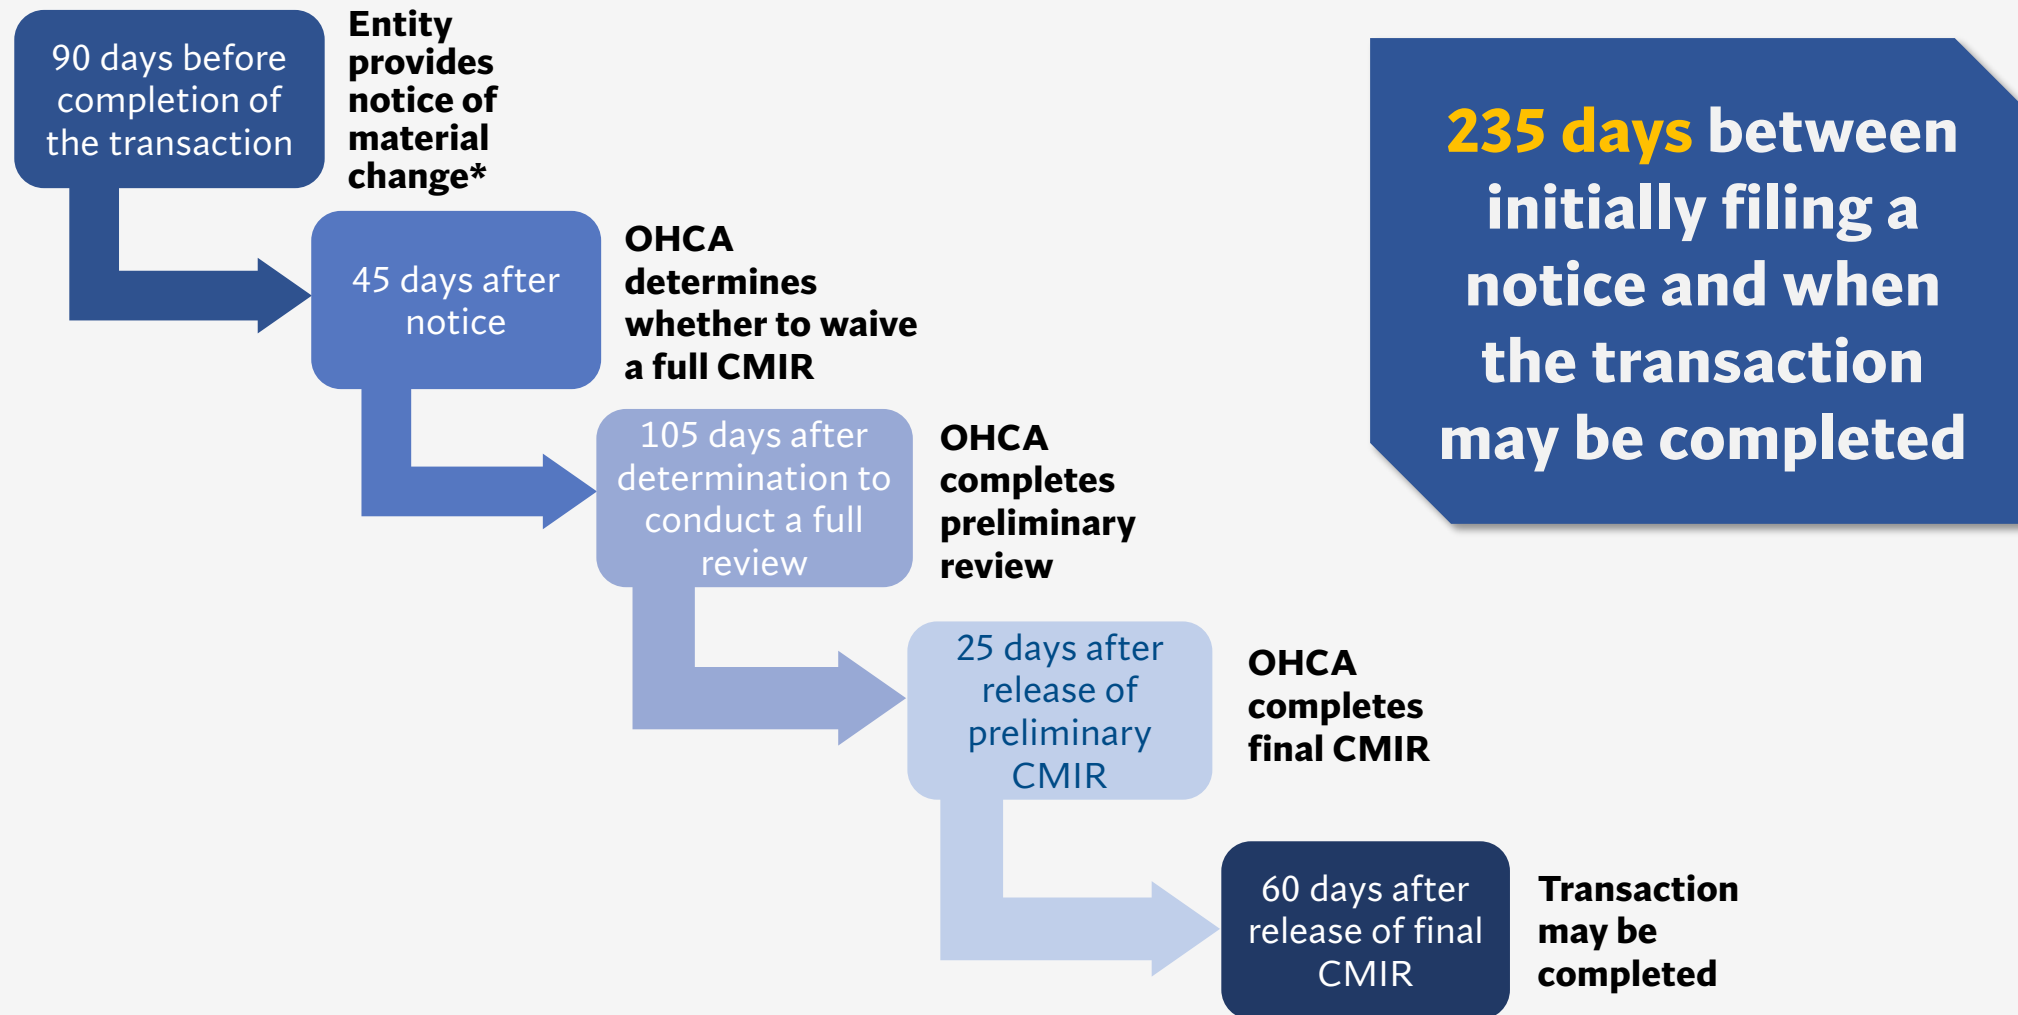 90 days before
completion of
the transaction
Entity
provides
notice of
material
change*
45 days after
notice
OHCA
determines
whether to waive
a full CMIR
105 days after
determination to
conduct a full
review
OHCA
completes
preliminary
review
25 days after
release of
preliminary
CMIR
OHCA
completes
final CMIR
60 days after
release of final
CMIR
Transaction
may be
completed
235 days between
initially filing a
notice and when
the transaction
may be completed